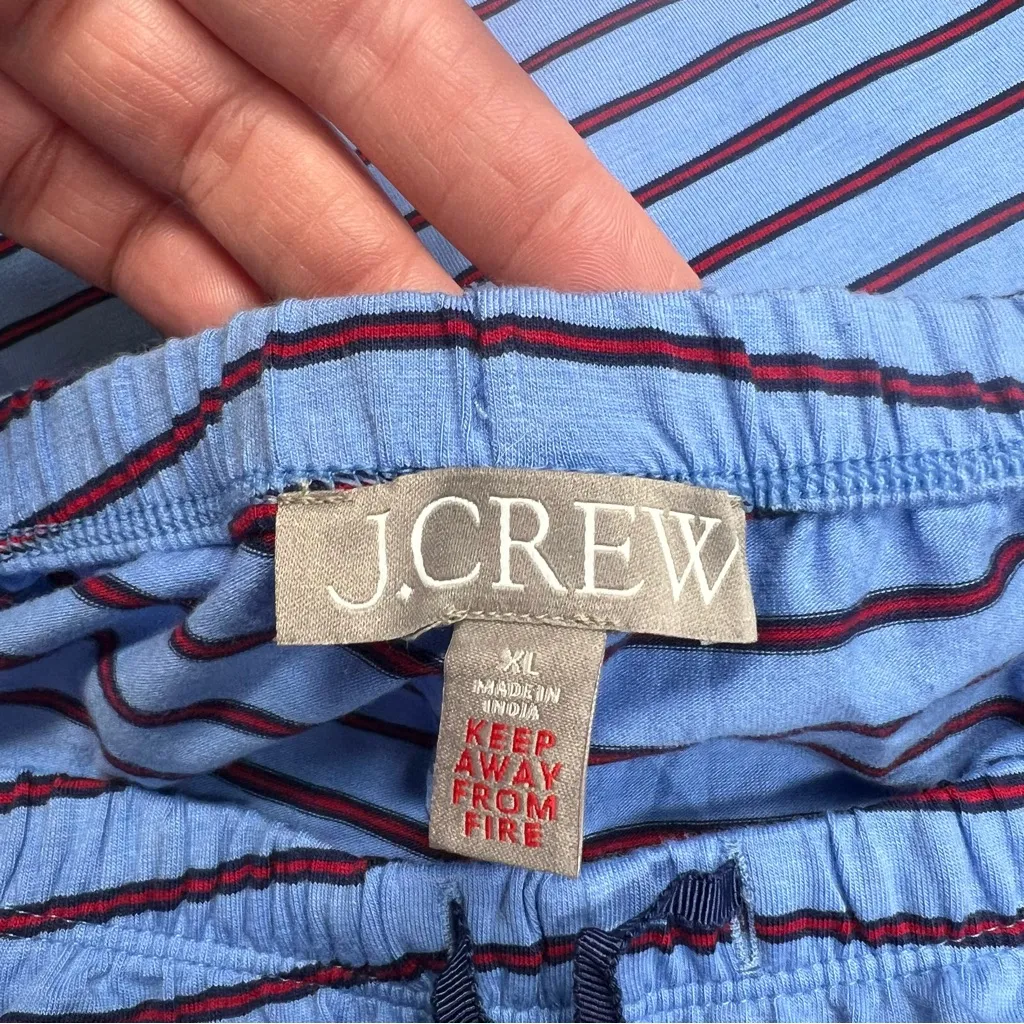 J.CREW
XL
MADE IN
INDIA
KEEP
AWAY
FROM
FIRE